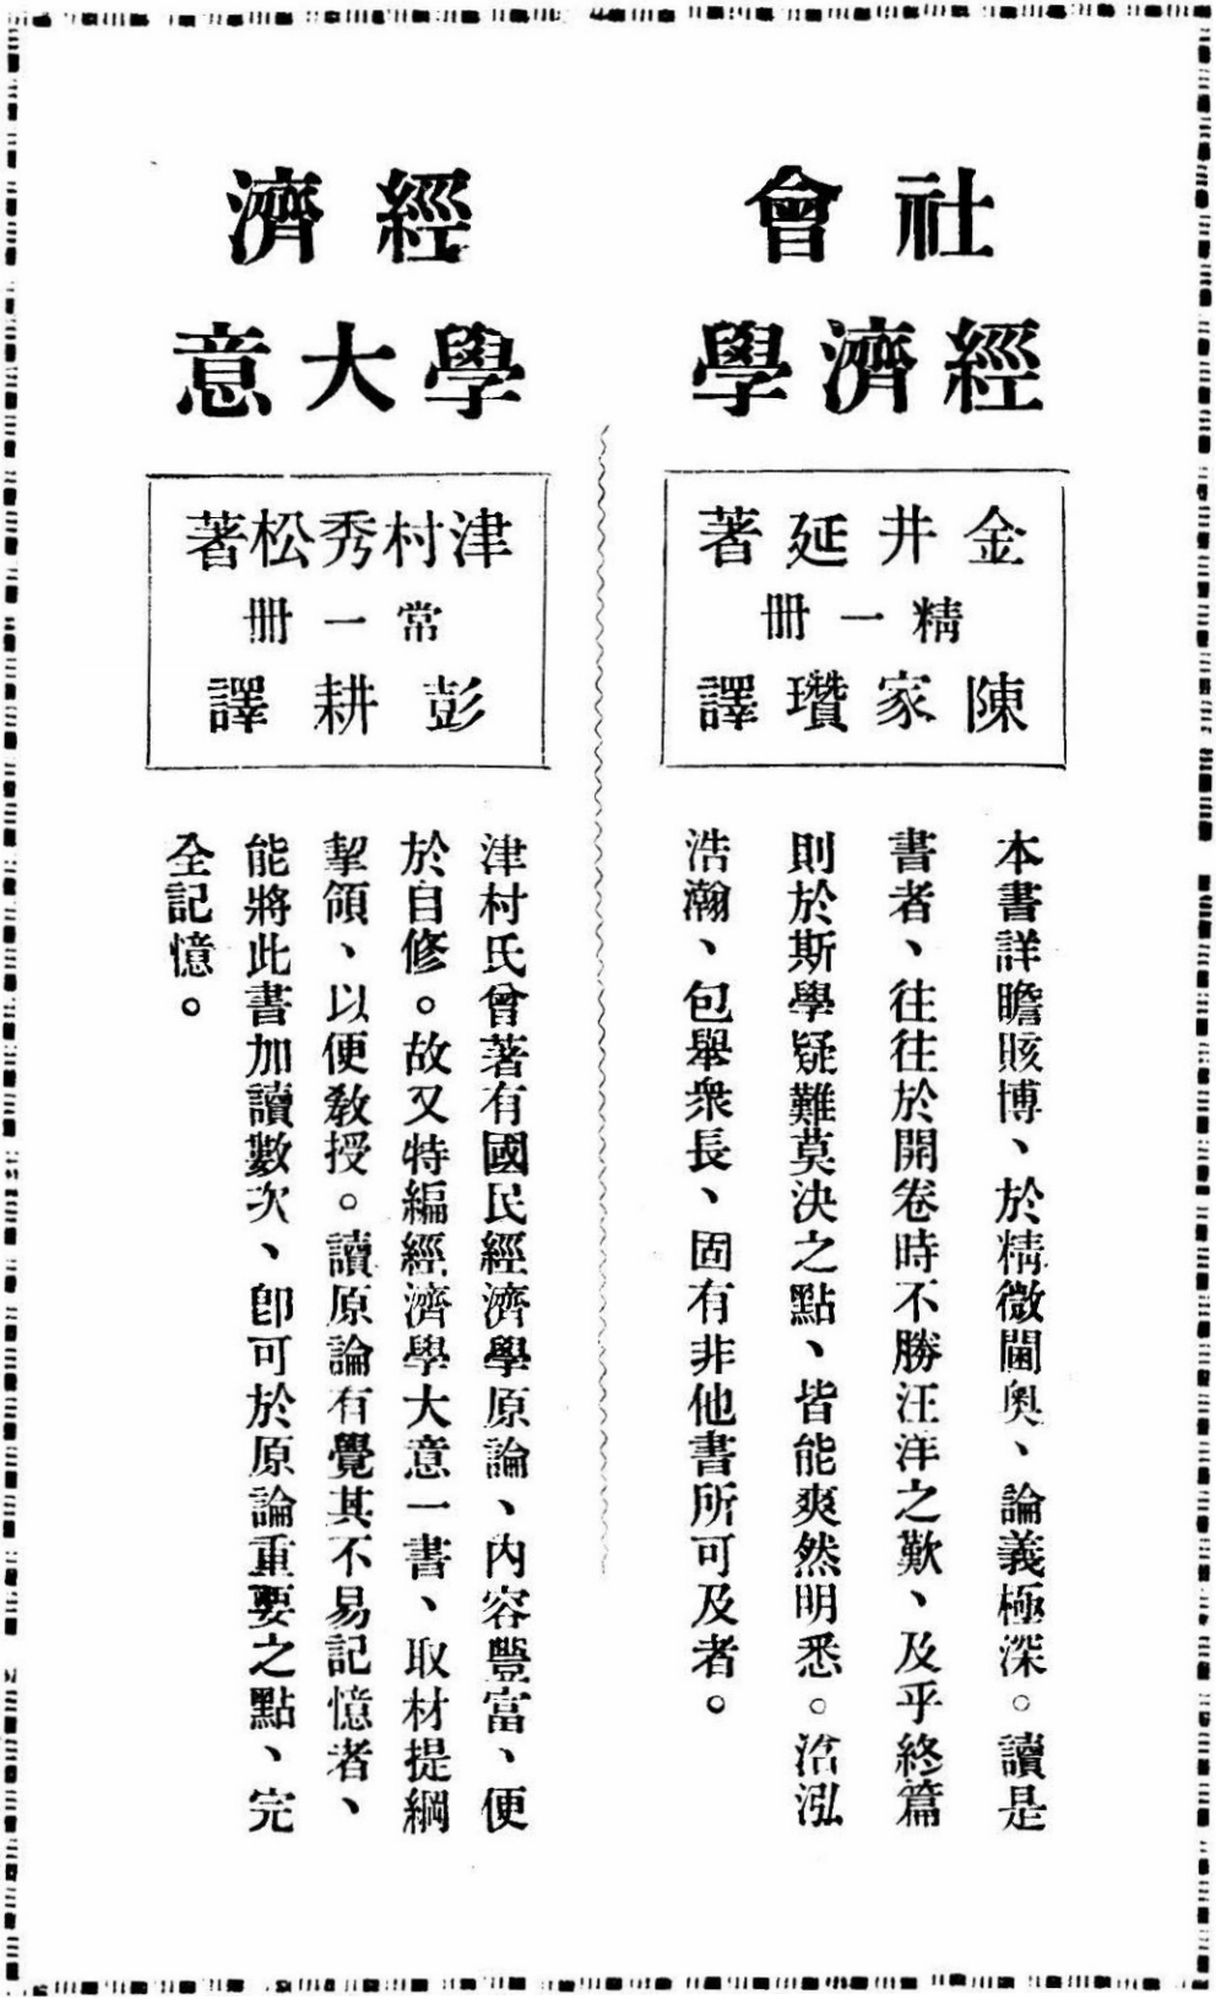 社會
經濟學
金井延著
精一冊
陳家瓚譯
本書詳瞻賅博、於精微閫奧、論義極深。讀是
書者、往往於開卷時不勝汪洋之歎、及乎終篇
則於斯學疑難莫決之點、皆能爽然明悉。浩泓
浩瀚、包舉衆長、固有非他書所可及者。
經濟
學大意
津村秀松著
常一冊
彭耕譯
津村氏曾著有國民經濟學原論、內容豐富、便
於自修。故又特編經濟學大意一書、取材提綱
挈領、以便敎授。讀原論有覺其不易記憶者、
能將此書加讀數次、卽可於原論重要之點、完
全記憶。